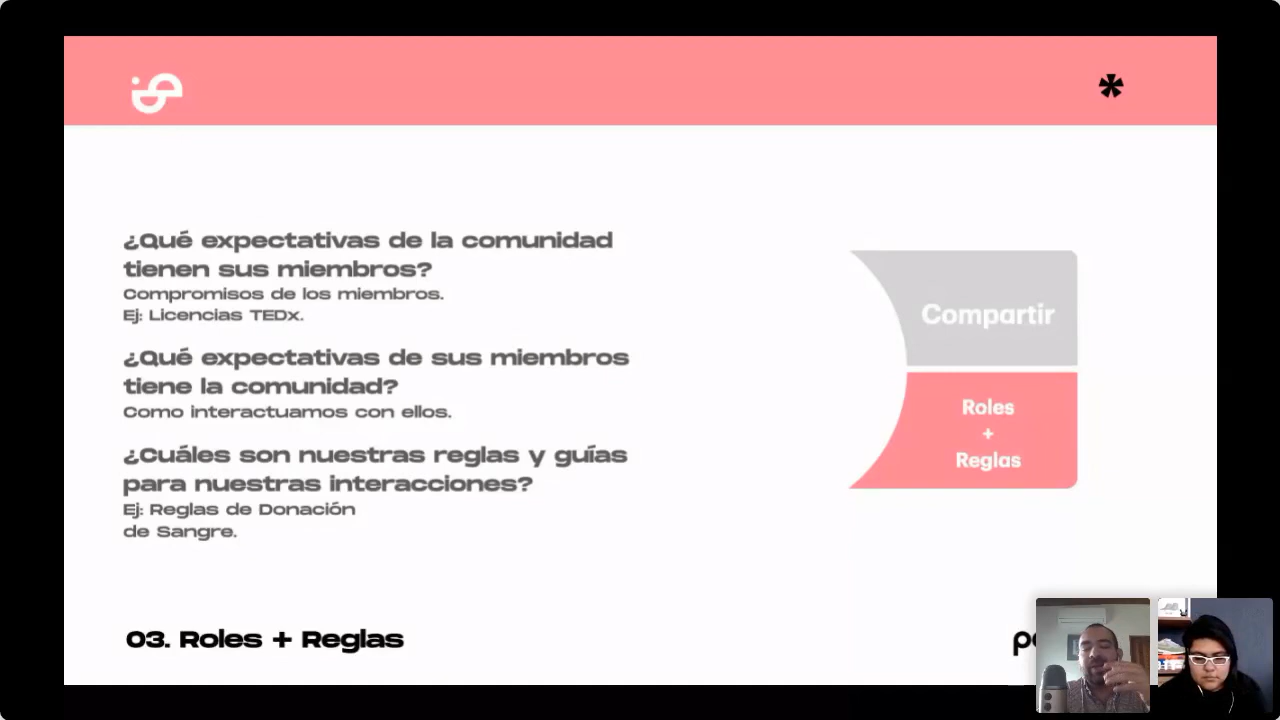 ¿Qué expectativas de la comunidad
tienen sus miembros?
Compromisos de los miembros.
Ej: Licencias TEDx.
¿Qué expectativas de sus miembros
tiene la comunidad?
Como interactuamos con ellos.
¿Cuáles son nuestras reglas y guías
para nuestras interacciones?
Ej: Reglas de Donación
de Sangre.
Compartir
Roles
+
Reglas
03. Roles + Reglas